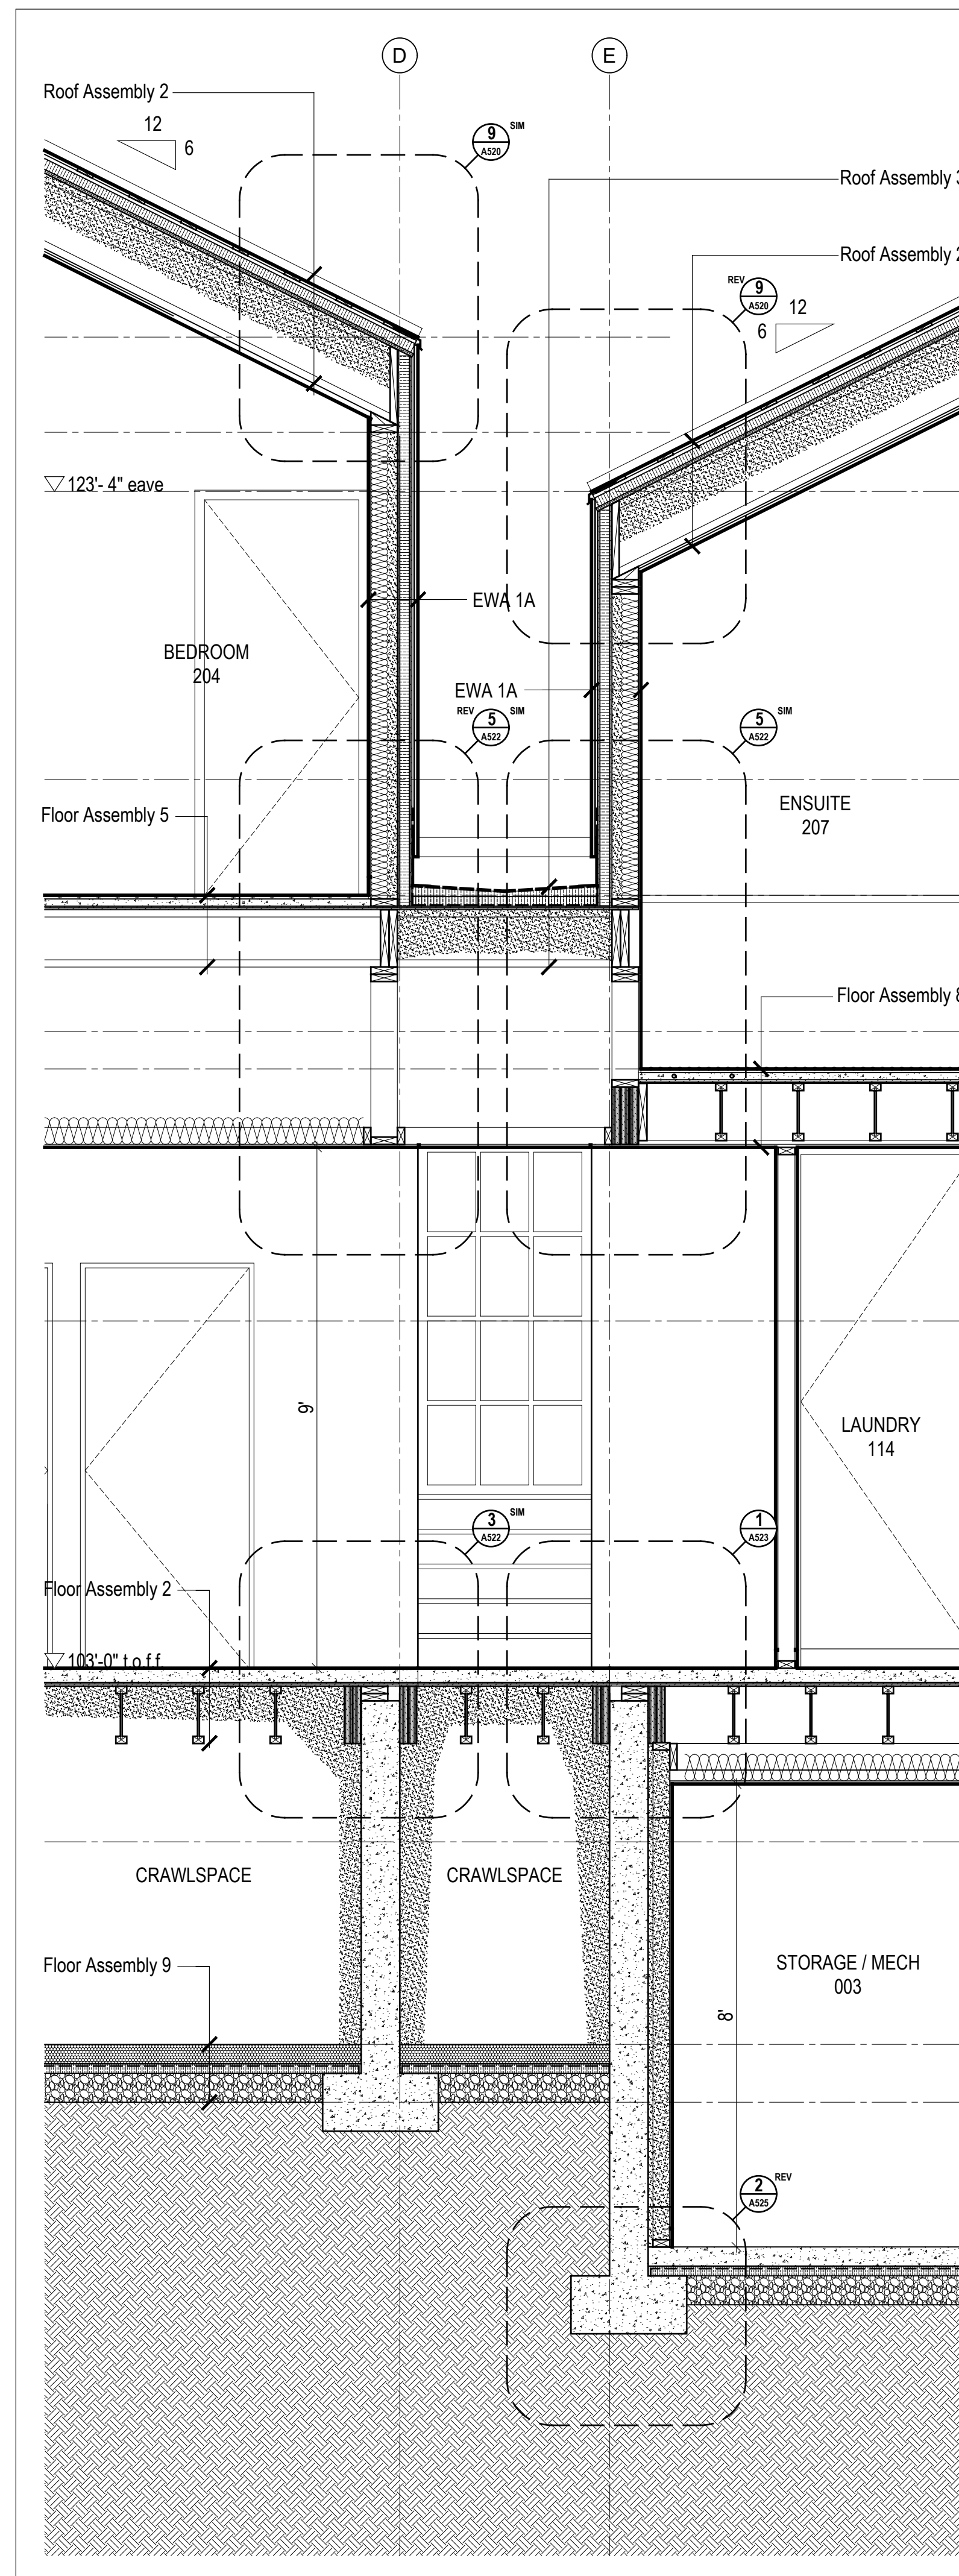 D
E
Roof Assembly 2
12
6
9
SIM
A520
Roof Assembly 3
Roof Assembly 2
REV
9
A520
12
6
123'- 4" eave
EWA 1A
BEDROOM
204
EWA 1A
REV
5
SIM
A522
5
SIM
A522
Floor Assembly 5
ENSUITE
207
Floor Assembly 8
9'
LAUNDRY
114
3
SIM
A522
1
A523
Floor Assembly 2
103'-0" t o f f
CRAWLSPACE
CRAWLSPACE
Floor Assembly 9
STORAGE / MECH
003
8'
2
REV
A525